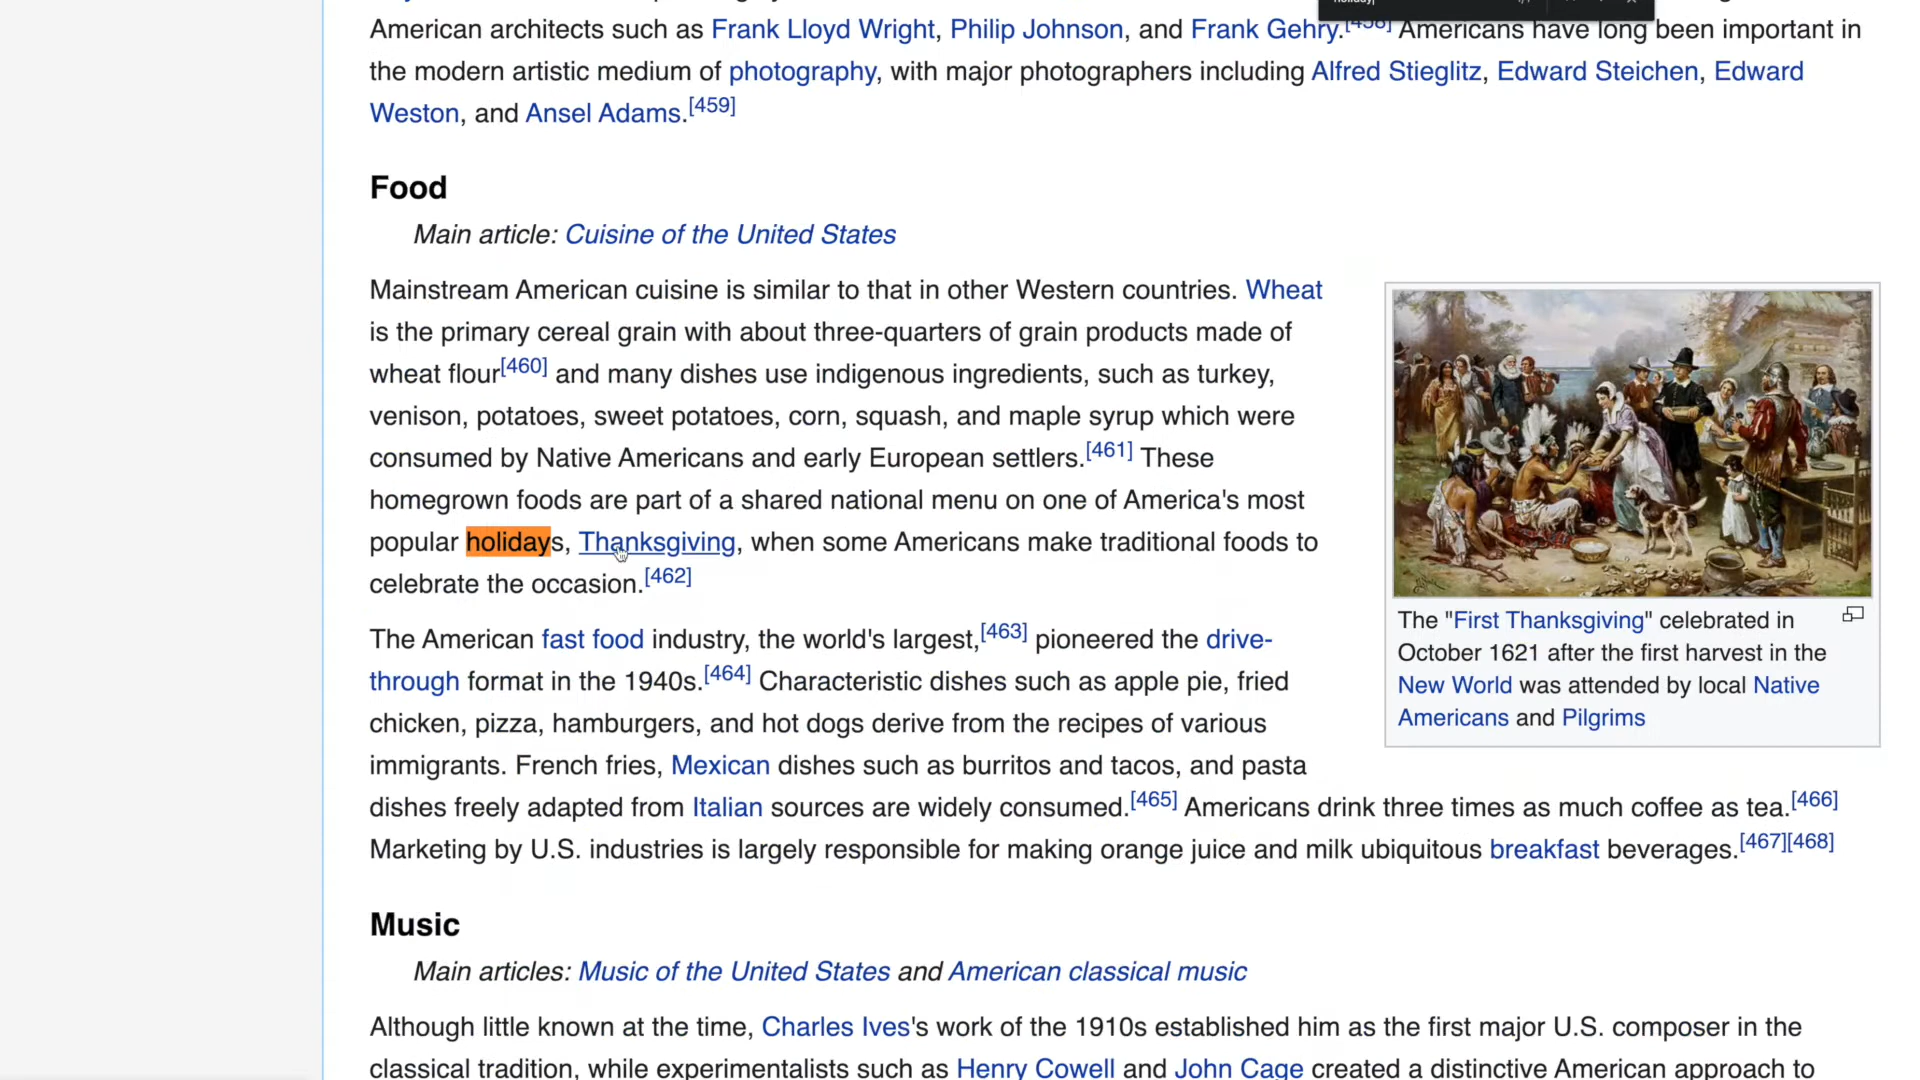 holiday
American architects such as Frank Lloyd Wright, Philip Johnson, and Frank Gehry.[458] Americans have long been important in
the modern artistic medium of photography, with major photographers including Alfred Stieglitz, Edward Steichen, Edward
Weston, and Ansel Adams.[459]
Food
Main article: Cuisine of the United States
Mainstream American cuisine is similar to that in other Western countries. Wheat
is the primary cereal grain with about three-quarters of grain products made of
wheat flour[460] and many dishes use indigenous ingredients, such as turkey,
venison, potatoes, sweet potatoes, corn, squash, and maple syrup which were
consumed by Native Americans and early European settlers.[461] These
homegrown foods are part of a shared national menu on one of America's most
popular holidays, Thanksgiving, when some Americans make traditional foods to
celebrate the occasion.[462]
The "First Thanksgiving" celebrated in
October 1621 after the first harvest in the
New World was attended by local Native
Americans and Pilgrims
The American fast food industry, the world's largest,[463] pioneered the drive-
through format in the 1940s.[464] Characteristic dishes such as apple pie, fried
chicken, pizza, hamburgers, and hot dogs derive from the recipes of various
immigrants. French fries, Mexican dishes such as burritos and tacos, and pasta
dishes freely adapted from Italian sources are widely consumed.[465] Americans drink three times as much coffee as tea.[466]
Marketing by U.S. industries is largely responsible for making orange juice and milk ubiquitous breakfast beverages.[467][468]
Music
Main articles: Music of the United States and American classical music
Although little known at the time, Charles Ives's work of the 1910s established him as the first major U.S. composer in the
classical tradition, while experimentalists such as Henry Cowell and John Cage created a distinctive American approach to